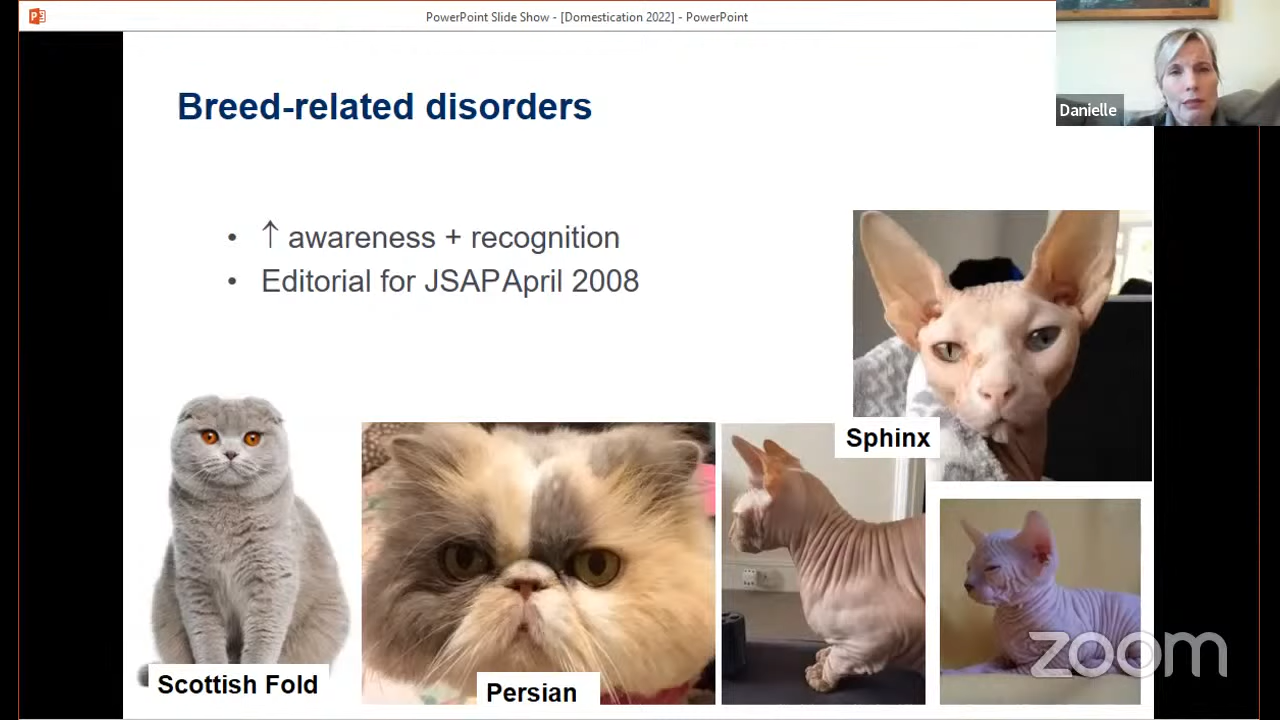 PowerPoint Slide Show - [Domestication 2022] - PowerPoint
Danielle
Breed-related disorders
• ↑ awareness + recognition
• Editorial for JSAP April 2008
Sphinx
Scottish Fold
Persian
zoom